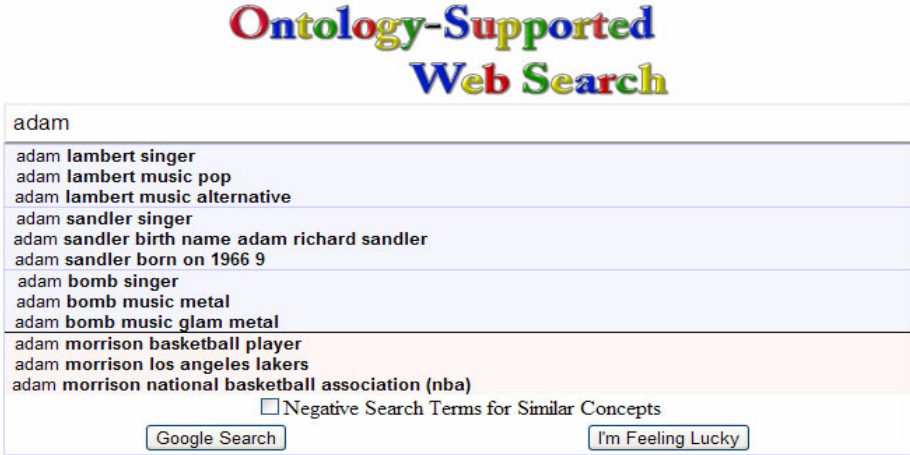 Ontology-Supported
Web Search
adam
adam lambert singer
adam lambert music pop
adam lambert music alternative
adam sandler singer
adam sandler birth name adam richard sandler
adam sandler born on 1966 9
adam bomb singer
adam bomb music metal
adam bomb music glam metal
adam morrison basketball player
adam morrison los angeles lakers
adam morrison national basketball association (nba)
Negative Search Terms for Similar Concepts
Google Search I'm Feeling Lucky